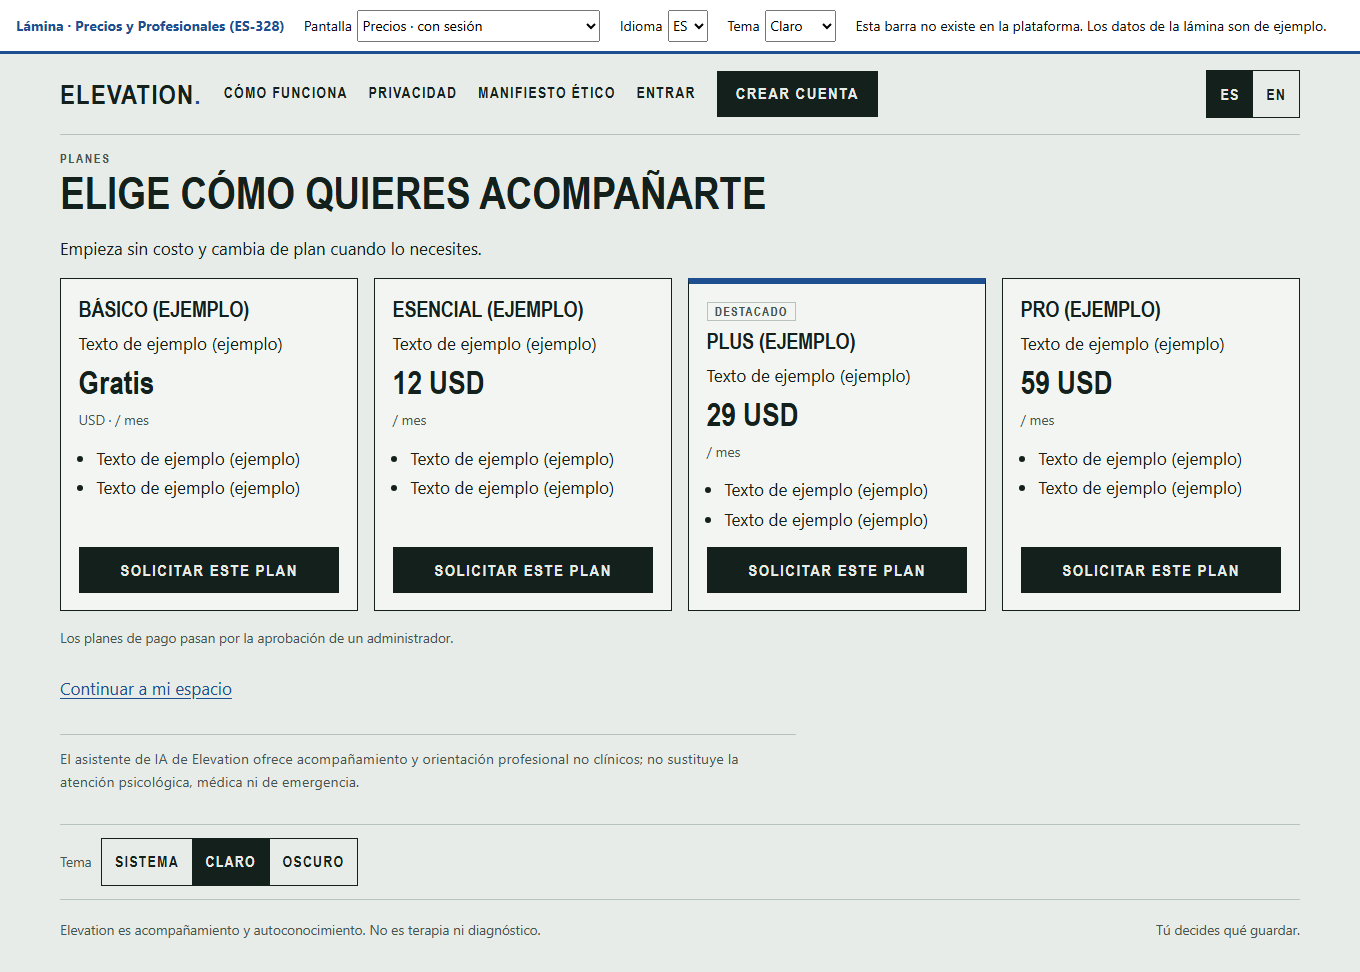 Lámina · Precios y Profesionales (ES-328) Pantalla Precios · con sesión Idioma ES Tema Claro Esta barra no existe en la plataforma. Los datos de la lámina son de ejemplo.
ELEVATION. CÓMO FUNCIONA PRIVACIDAD MANIFIESTO ÉTICO ENTRAR CREAR CUENTA ES EN
PLANES
ELIGE CÓMO QUIERES ACOMPAÑARTE
Empieza sin costo y cambia de plan cuando lo necesites.
BÁSICO (EJEMPLO)
Texto de ejemplo (ejemplo)
Gratis
USD · / mes
Texto de ejemplo (ejemplo)
Texto de ejemplo (ejemplo)
SOLICITAR ESTE PLAN
ESENCIAL (EJEMPLO)
Texto de ejemplo (ejemplo)
12 USD
/ mes
Texto de ejemplo (ejemplo)
Texto de ejemplo (ejemplo)
SOLICITAR ESTE PLAN
DESTACADO
PLUS (EJEMPLO)
Texto de ejemplo (ejemplo)
29 USD
/ mes
Texto de ejemplo (ejemplo)
Texto de ejemplo (ejemplo)
SOLICITAR ESTE PLAN
PRO (EJEMPLO)
Texto de ejemplo (ejemplo)
59 USD
/ mes
Texto de ejemplo (ejemplo)
Texto de ejemplo (ejemplo)
SOLICITAR ESTE PLAN
Los planes de pago pasan por la aprobación de un administrador.
Continuar a mi espacio
El asistente de IA de Elevation ofrece acompañamiento y orientación profesional no clínicos; no sustituye la
atención psicológica, médica ni de emergencia.
Tema SISTEMA CLARO OSCURO
Elevation es acompañamiento y autoconocimiento. No es terapia ni diagnóstico. Tú decides qué guardar.